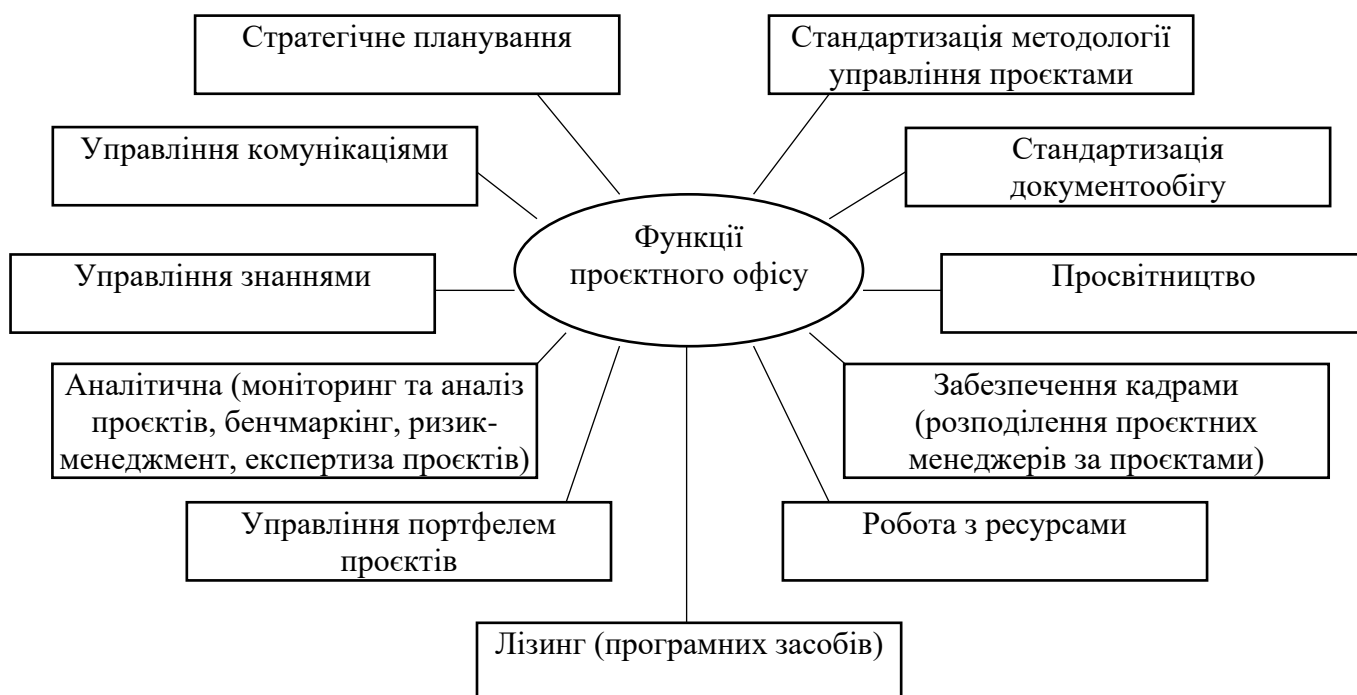 Стратегічне планування
Стандартизація методології
управління проєктами
Управління комунікаціями
Стандартизація
документообігу
Функції
проєктного офісу
Управління знаннями
Просвітництво
Аналітична (моніторинг та аналіз
проєктів, бенчмаркінг, ризик-
менеджмент, експертиза проєктів)
Забезпечення кадрами
(розподілення проєктних
менеджерів за проєктами)
Управління портфелем
проєктів
Робота з ресурсами
Лізинг (програмних засобів)